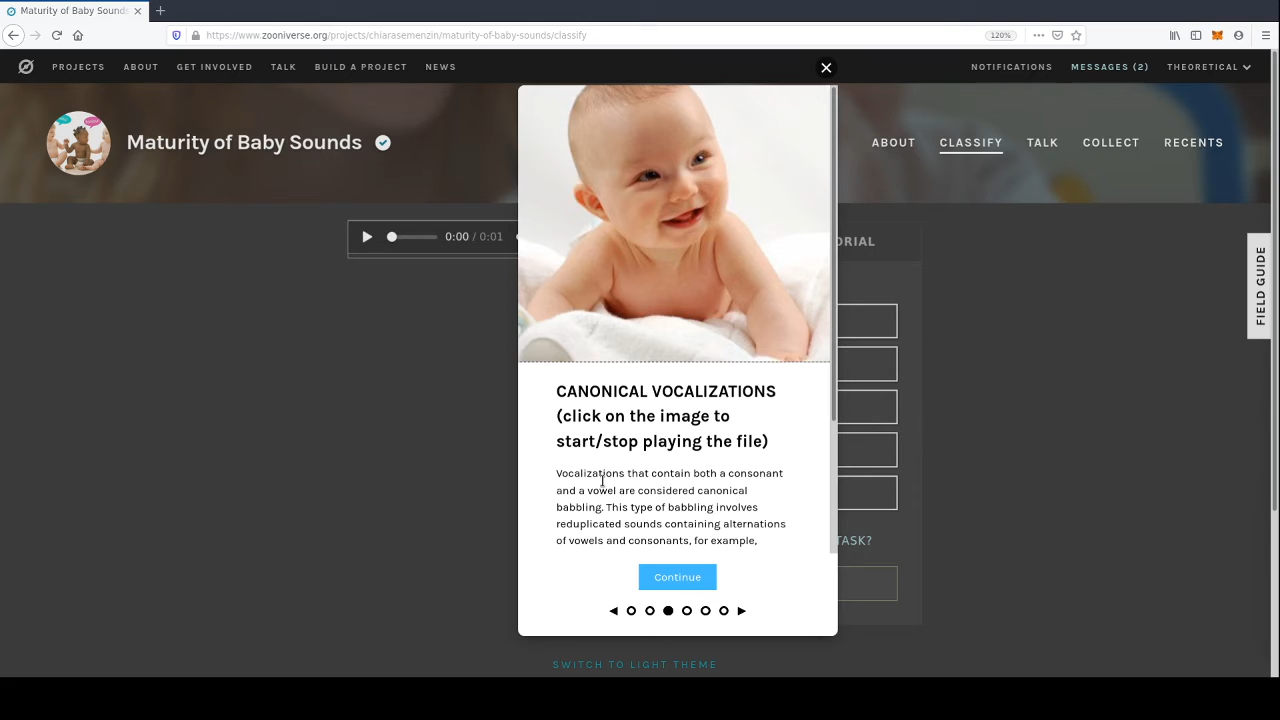 Maturity of Baby Sounds
https://www.zooniverse.org/projects/chiarasemenzin/maturity-of-baby-sounds/classify
120%
PROJECTS ABOUT GET INVOLVED TALK BUILD A PROJECT NEWS
NOTIFICATIONS MESSAGES (2) THEORETICAL
Maturity of Baby Sounds
ABOUT CLASSIFY TALK COLLECT RECENTS
0:00 / 0:01
ORIAL
FIELD GUIDE
CANONICAL VOCALIZATIONS
(click on the image to
start/stop playing the file)
Vocalizations that contain both a consonant
and a vowel are considered canonical
babbling. This type of babbling involves
reduplicated sounds containing alternations
of vowels and consonants, for example,
TASK?
Continue
SWITCH TO LIGHT THEME